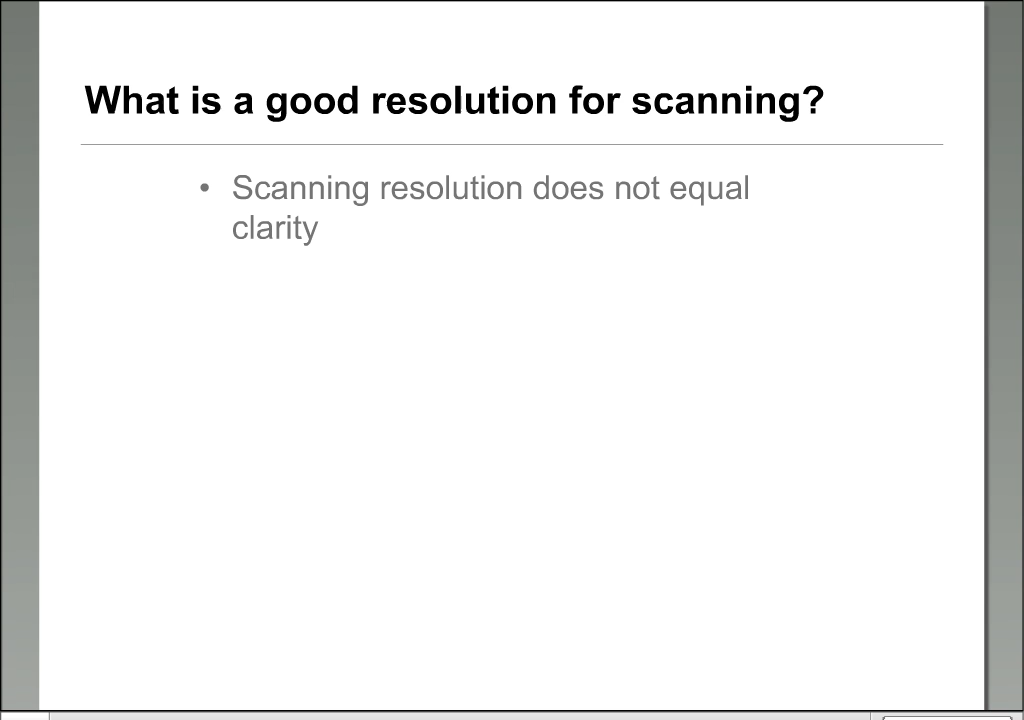 What is a good resolution for scanning?
• Scanning resolution does not equal
clarity